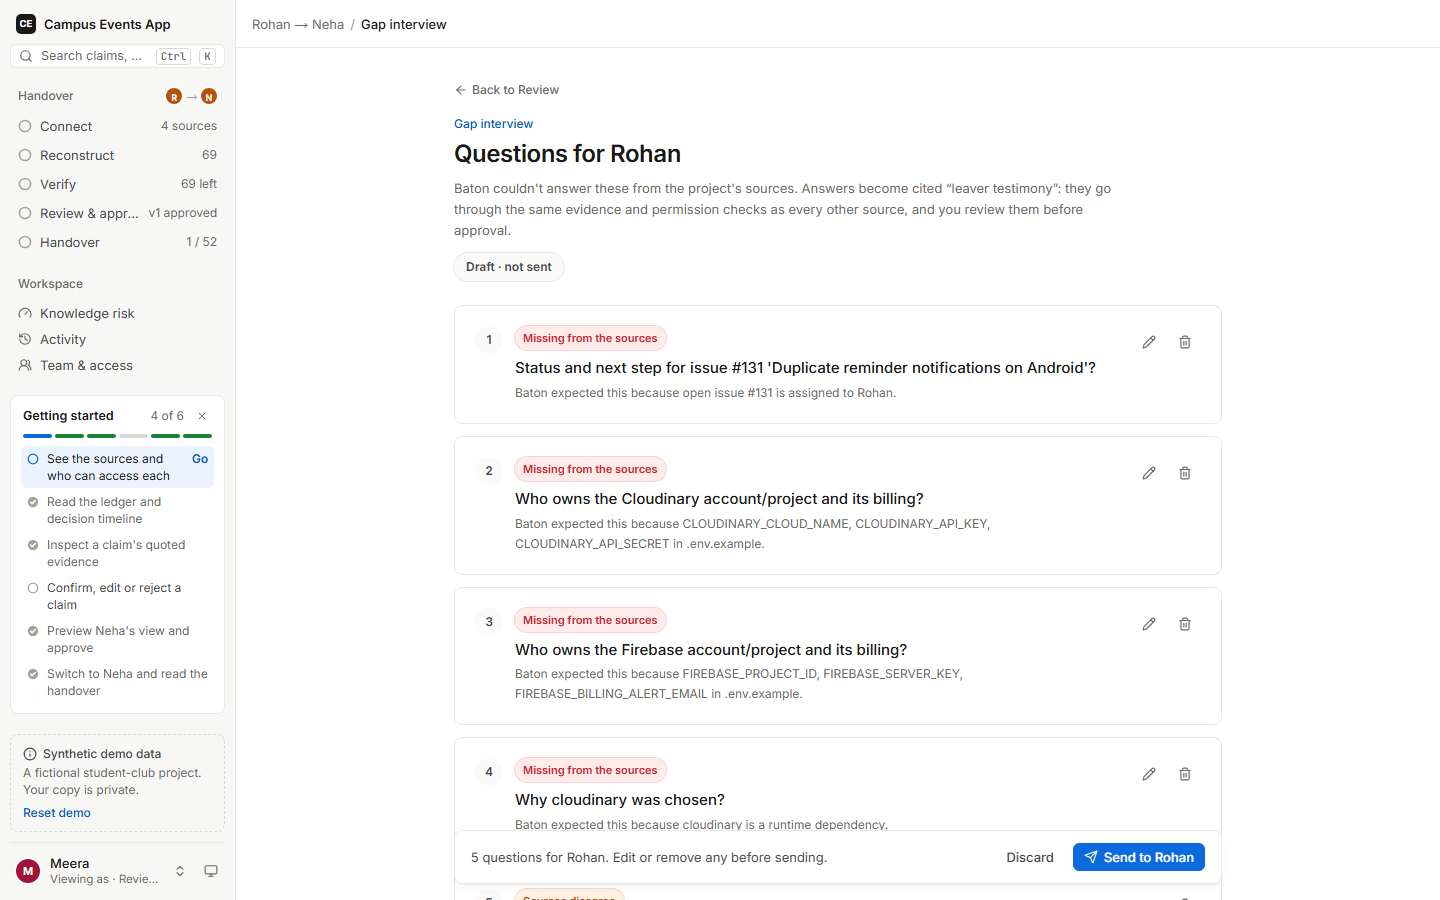 CE Campus Events App
Search claims, ... Ctrl K
Handover R → N
Connect 4 sources
Reconstruct 69
Verify 69 left
Review & appr... v1 approved
Handover 1 / 52
Workspace
Knowledge risk
Activity
Team & access
Getting started 4 of 6
See the sources and Go
who can access each
Read the ledger and
decision timeline
Inspect a claim's quoted
evidence
Confirm, edit or reject a
claim
Preview Neha's view and
approve
Switch to Neha and read the
handover
Synthetic demo data
A fictional student-club project.
Your copy is private.
Reset demo
M Meera
Viewing as · Revie...
Rohan → Neha / Gap interview
Back to Review
Gap interview
Questions for Rohan
Baton couldn't answer these from the project's sources. Answers become cited “leaver testimony”: they go
through the same evidence and permission checks as every other source, and you review them before
approval.
Draft · not sent
1 Missing from the sources
Status and next step for issue #131 'Duplicate reminder notifications on Android'?
Baton expected this because open issue #131 is assigned to Rohan.
2 Missing from the sources
Who owns the Cloudinary account/project and its billing?
Baton expected this because CLOUDINARY_CLOUD_NAME, CLOUDINARY_API_KEY,
CLOUDINARY_API_SECRET in .env.example.
3 Missing from the sources
Who owns the Firebase account/project and its billing?
Baton expected this because FIREBASE_PROJECT_ID, FIREBASE_SERVER_KEY,
FIREBASE_BILLING_ALERT_EMAIL in .env.example.
4 Missing from the sources
Why cloudinary was chosen?
Baton expected this because cloudinary is a runtime dependency.
5 questions for Rohan. Edit or remove any before sending. Discard Send to Rohan